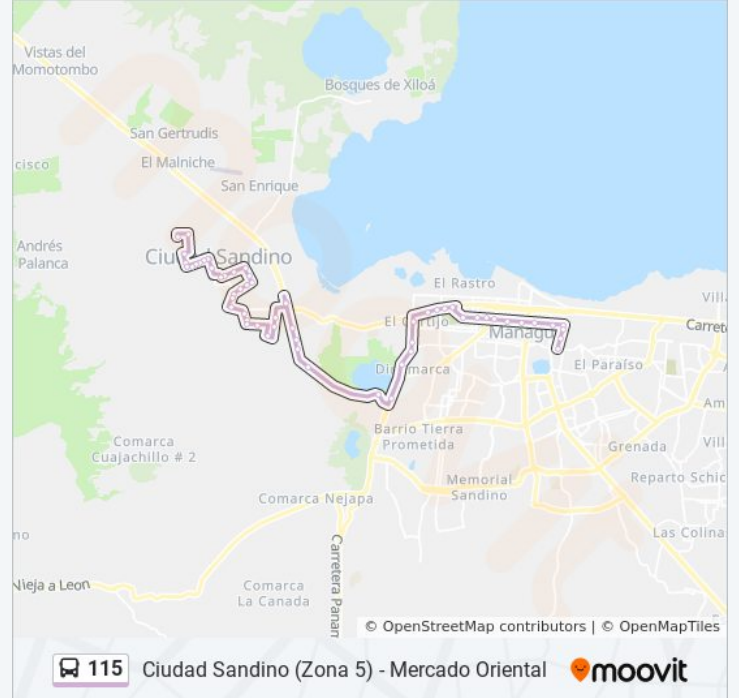 Vistas del
Momotombo
Bosques de Xiloá
San Gertrudis
El Malniche
cisco
San Enrique
Andrés
Palanca
Ciudad Sandino
El Rastro
Vill
El Cortijo
Managu
Carret
Dinamarca
El Paraíso
Am
Barrio Tierra
Prometida
Comarca
Cuajachillo # 2
Grenada
Vill
Memorial
Sandino
Reparto Schic
Comarca Nejapa
no
Las Colina
Carretera Panan
Vieja a Leon
Comarca
La Canada
© OpenStreetMap contributors | © OpenMapTiles
115 Ciudad Sandino (Zona 5) - Mercado Oriental moovit